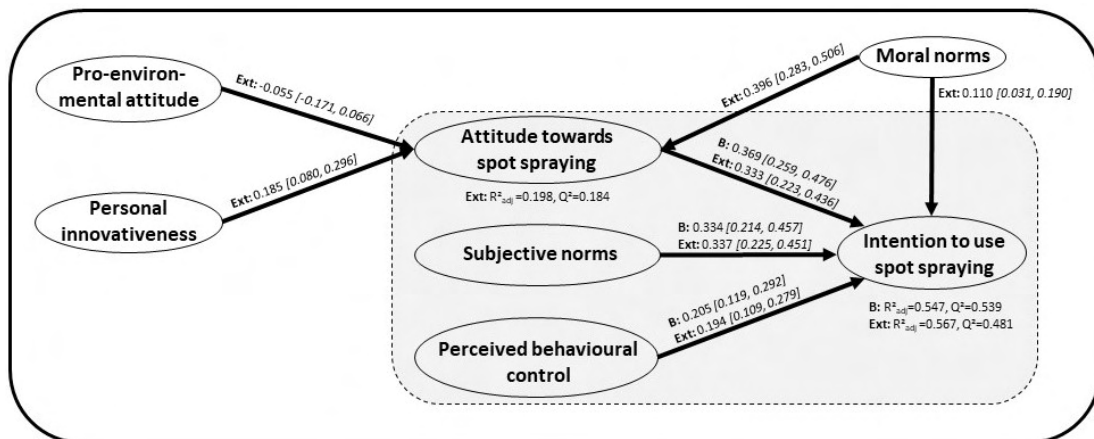 Pro-environ-
mental attitude
Ext: -0.055 [-0.171, 0.066]
Personal
innovativeness
Ext: 0.185 [0.080, 0.296]
Moral norms
Ext: 0.396 [0.283, 0.506]
Ext: 0.110 [0.031, 0.190]
Attitude towards
spot spraying
Ext: R²adj =0.198, Q²=0.184
B: 0.369 [0.259, 0.476]
Ext: 0.333 [0.223, 0.436]
Subjective norms
B: 0.334 [0.214, 0.457]
Ext: 0.337 [0.225, 0.451]
Intention to use
spot spraying
B: R²adj=0.547, Q²=0.539
Ext: R²adj =0.567, Q²=0.481
Perceived behavioural
control
B: 0.205 [0.119, 0.292]
Ext: 0.194 [0.109, 0.279]